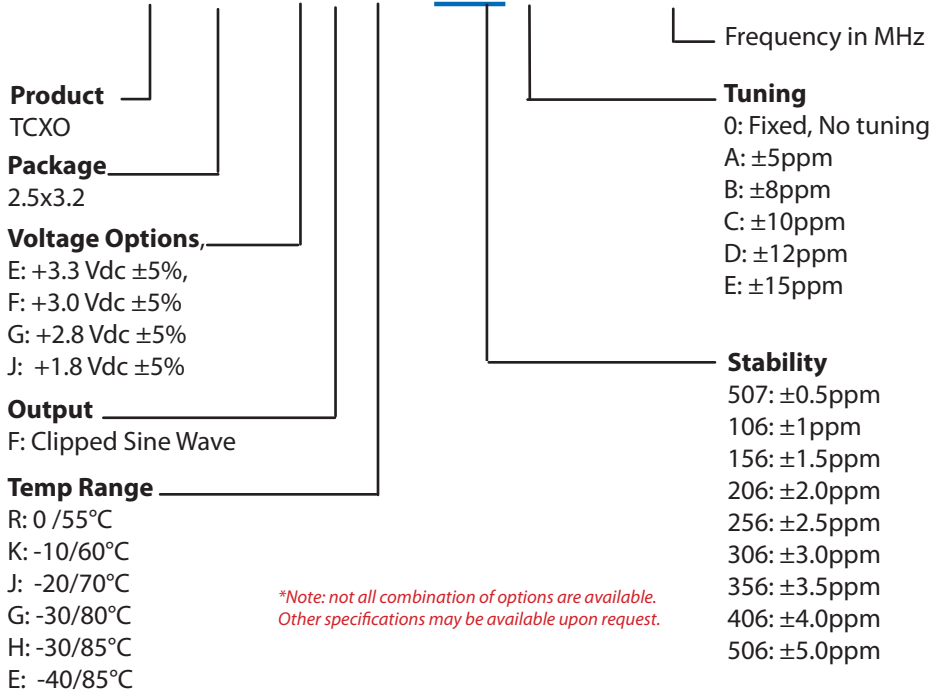 Frequency in MHz
Product
TCXO
Package
2.5x3.2
Voltage Options,
E: +3.3 Vdc ±5%,
F: +3.0 Vdc ±5%
G: +2.8 Vdc ±5%
J: +1.8 Vdc ±5%
Output
F: Clipped Sine Wave
Temp Range
R: 0 /55°C
K: -10/60°C
J: -20/70°C
G: -30/80°C
H: -30/85°C
E: -40/85°C
*Note: not all combination of options are available.
Other specifications may be available upon request.
Tuning
0: Fixed, No tuning
A: ±5ppm
B: ±8ppm
C: ±10ppm
D: ±12ppm
E: ±15ppm
Stability
507: ±0.5ppm
106: ±1ppm
156: ±1.5ppm
206: ±2.0ppm
256: ±2.5ppm
306: ±3.0ppm
356: ±3.5ppm
406: ±4.0ppm
506: ±5.0ppm